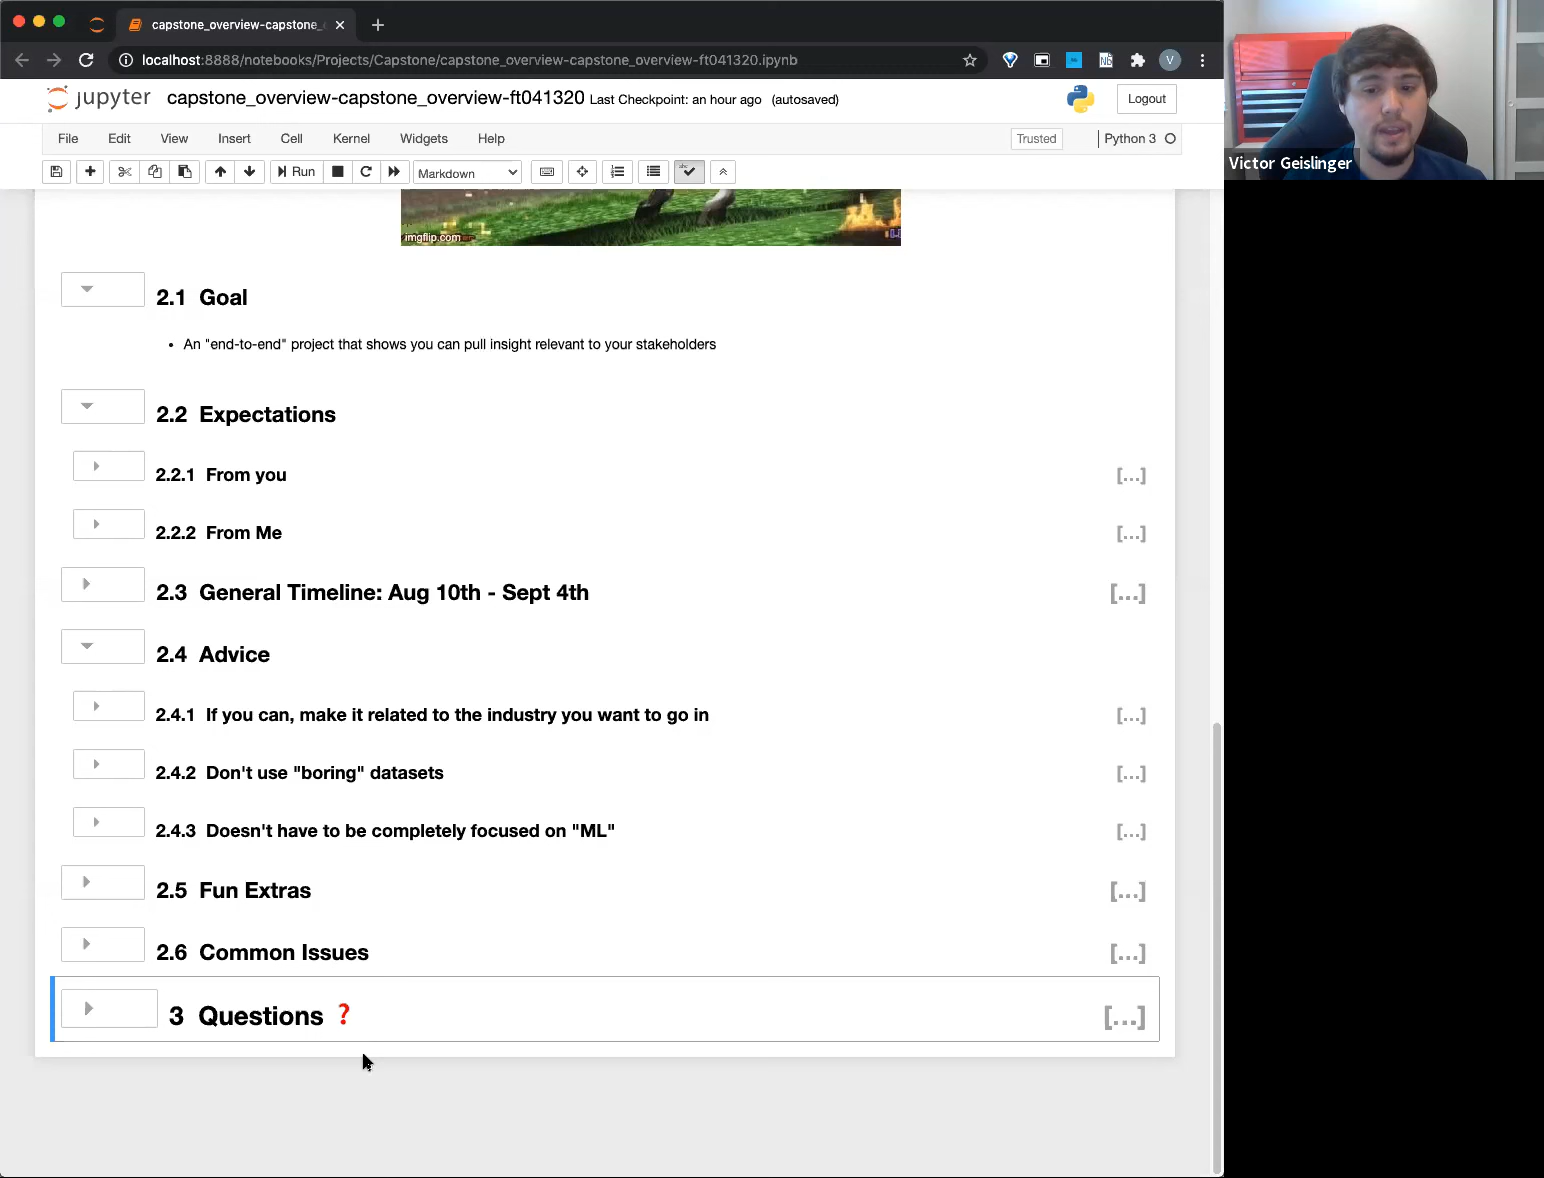 capstone_overview-capstone_
localhost:8888/notebooks/Projects/Capstone/capstone_overview-capstone_overview-ft041320.ipynb
V
jupyter capstone_overview-capstone_overview-ft041320 Last Checkpoint: an hour ago (autosaved)
Logout
File Edit View Insert Cell Kernel Widgets Help
Trusted Python 3
Run Markdown
Victor Geislinger
imgflip.com
2.1 Goal
• An "end-to-end" project that shows you can pull insight relevant to your stakeholders
2.2 Expectations
2.2.1 From you [...]
2.2.2 From Me [...]
2.3 General Timeline: Aug 10th - Sept 4th [...]
2.4 Advice
2.4.1 If you can, make it related to the industry you want to go in [...]
2.4.2 Don't use "boring" datasets [...]
2.4.3 Doesn't have to be completely focused on "ML" [...]
2.5 Fun Extras [...]
2.6 Common Issues [...]
3 Questions ❓ [...]